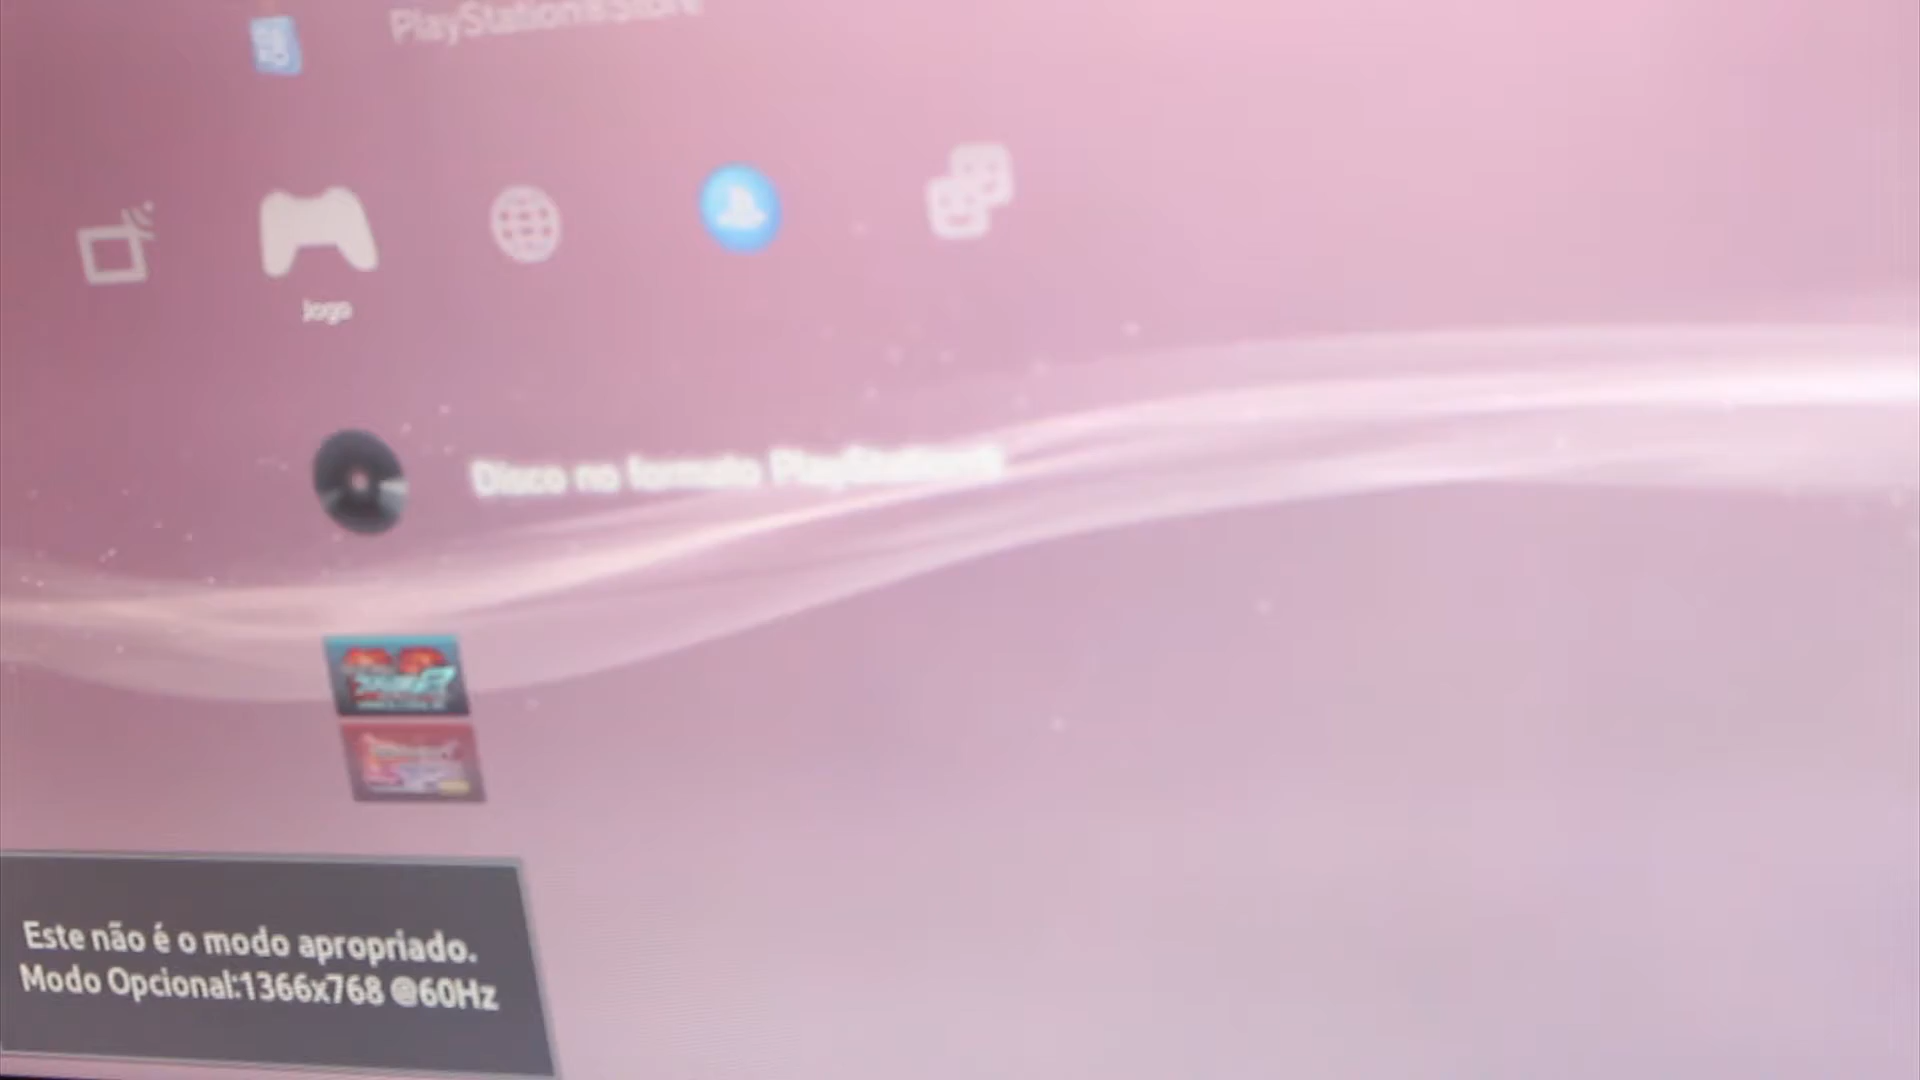 PlayStation®Store
Jogo
Disco no formato PlayStation®
Este não é o modo apropriado.
Modo Opcional:1366x768 @60Hz